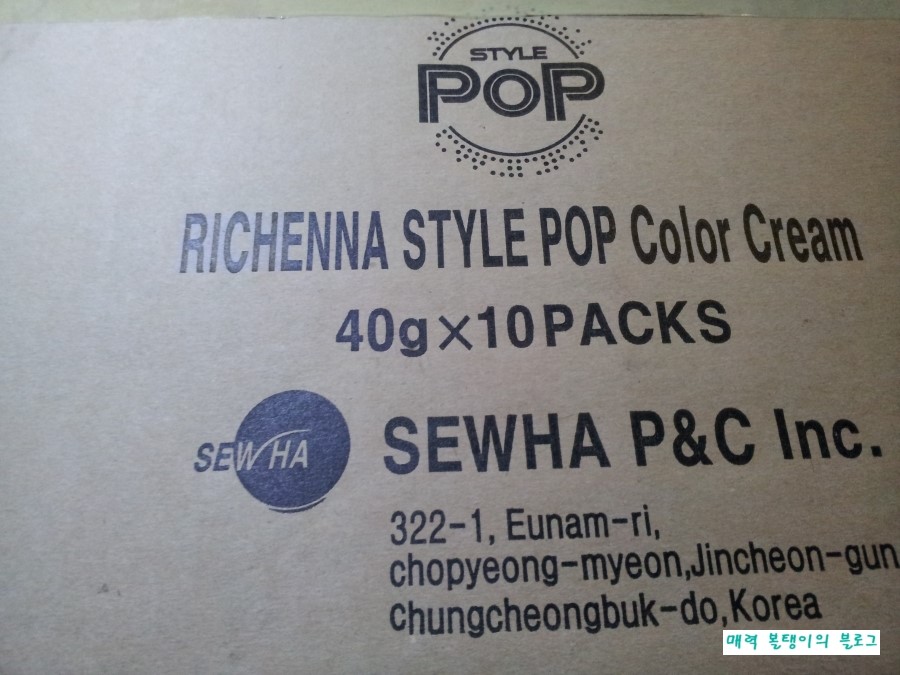 STYLE
POP
RICHENNA STYLE POP Color Cream
40g×10PACKS
SEWHA
SEWHA P&C Inc.
322-1, Eunam-ri,
chopyeong-myeon,Jincheon-gun
chungcheongbuk-do,Korea
매력 볼탱이의 블로그